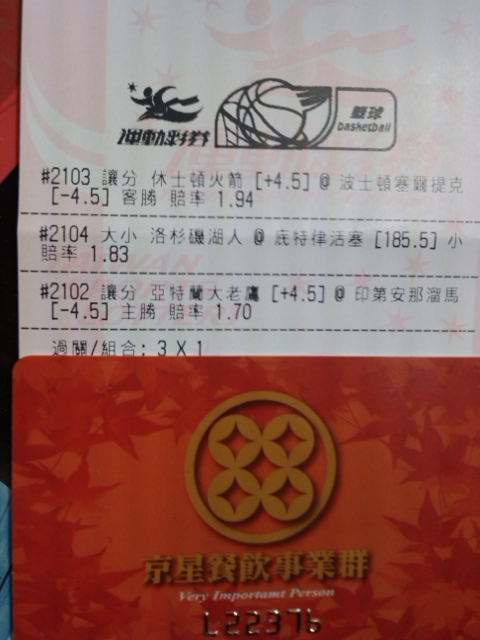 運動彩券
籃球
basketball
#2103 讓分 休士頓火箭 [+4.5] @ 波士頓塞爾提克
[-4.5] 客勝 賠率 1.94
#2104 大小 洛杉磯湖人 @ 底特律活塞 [185.5] 小
賠率 1.83
#2102 讓分 亞特蘭大老鷹 [+4.5] @ 印第安那溜馬
[-4.5] 主勝 賠率 1.70
過關/組合: 3 X 1
京星餐飲事業群
Very Importamt Person
L22376